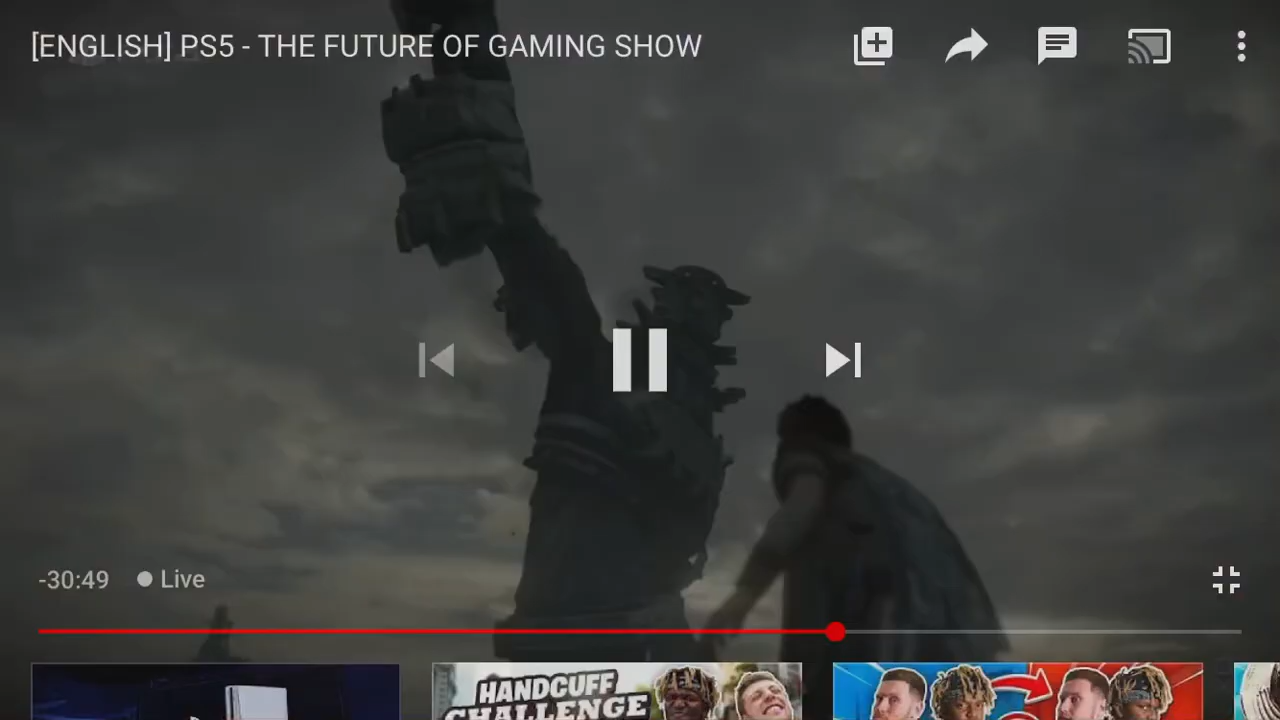 [ENGLISH] PS5 - THE FUTURE OF GAMING SHOW
-30:49 Live
HANDCUFF
CHALLENGE